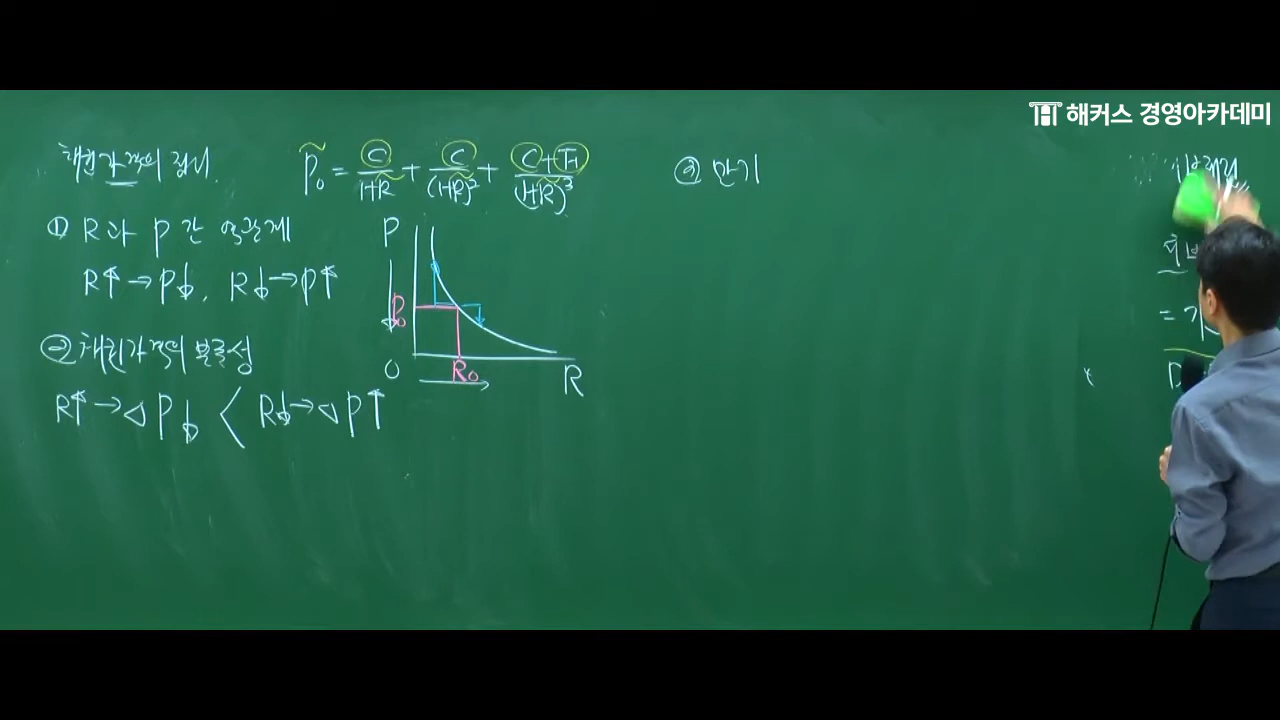 해커스 경영아카데미
채권가격의 정리
P₀ = C/(1+R) + C/(1+R)² + C+F/(1+R)³
① R과 P간 역관계
R↑→P↓, R↓→P↑
② 채권가격의 볼록성
R↑→△P↓ < R↓→△P↑
P
P₀
O
R₀
R
③ 만기